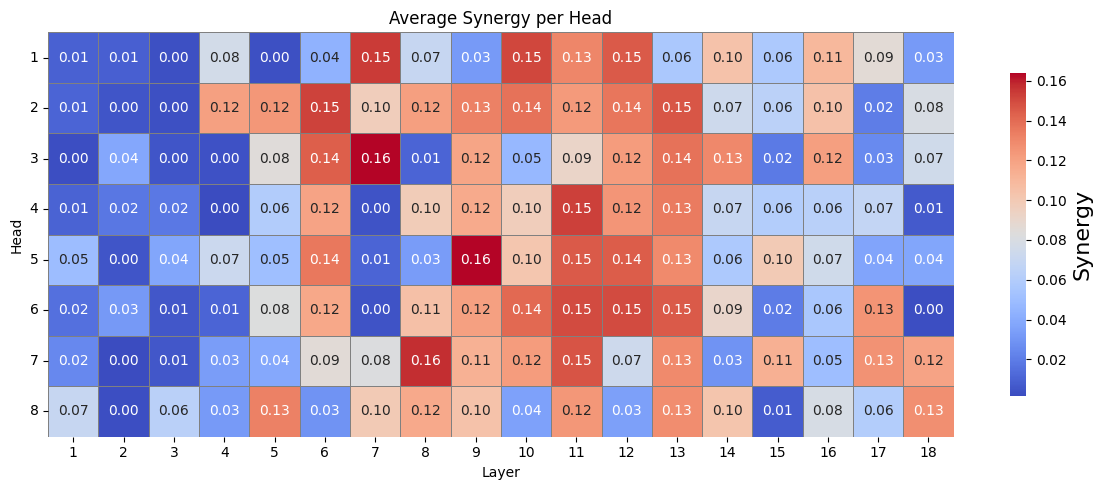 Average Synergy per Head
1 0.01 0.01 0.00 0.08 0.00 0.04 0.15 0.07 0.03 0.15 0.13 0.15 0.06 0.10 0.06 0.11 0.09 0.03
2 0.01 0.00 0.00 0.12 0.12 0.15 0.10 0.12 0.13 0.14 0.12 0.14 0.15 0.07 0.06 0.10 0.02 0.08
3 0.00 0.04 0.00 0.00 0.08 0.14 0.16 0.01 0.12 0.05 0.09 0.12 0.14 0.13 0.02 0.12 0.03 0.07
4 0.01 0.02 0.02 0.00 0.06 0.12 0.00 0.10 0.12 0.10 0.15 0.12 0.13 0.07 0.06 0.06 0.07 0.01
5 0.05 0.00 0.04 0.07 0.05 0.14 0.01 0.03 0.16 0.10 0.15 0.14 0.13 0.06 0.10 0.07 0.04 0.04
6 0.02 0.03 0.01 0.01 0.08 0.12 0.00 0.11 0.12 0.14 0.15 0.15 0.15 0.09 0.02 0.06 0.13 0.00
7 0.02 0.00 0.01 0.03 0.04 0.09 0.08 0.16 0.11 0.12 0.15 0.07 0.13 0.03 0.11 0.05 0.13 0.12
8 0.07 0.00 0.06 0.03 0.13 0.03 0.10 0.12 0.10 0.04 0.12 0.03 0.13 0.10 0.01 0.08 0.06 0.13
1 2 3 4 5 6 7 8 9 10 11 12 13 14 15 16 17 18
Layer
Head
0.16
0.14
0.12
0.10
0.08
0.06
0.04
0.02
Synergy